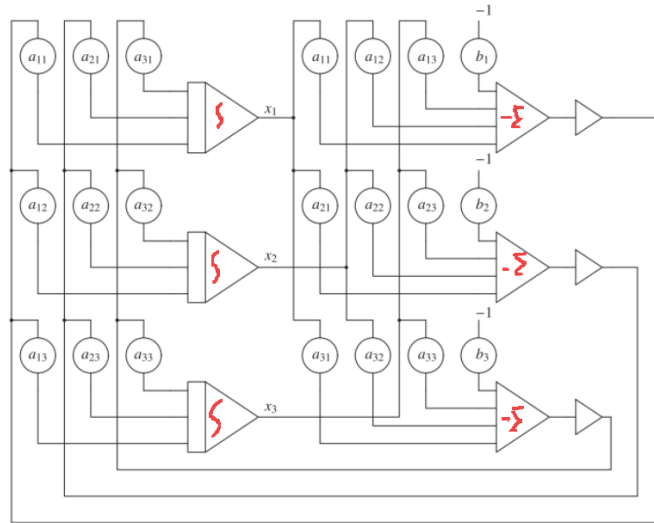 -1
a11 a21 a31 a11 a12 a13 b1
∫ x1 -Σ
-1
a12 a22 a32 a21 a22 a23 b2
∫ x2 -Σ
-1
a13 a23 a33 a31 a32 a33 b3
∫ x3 -Σ